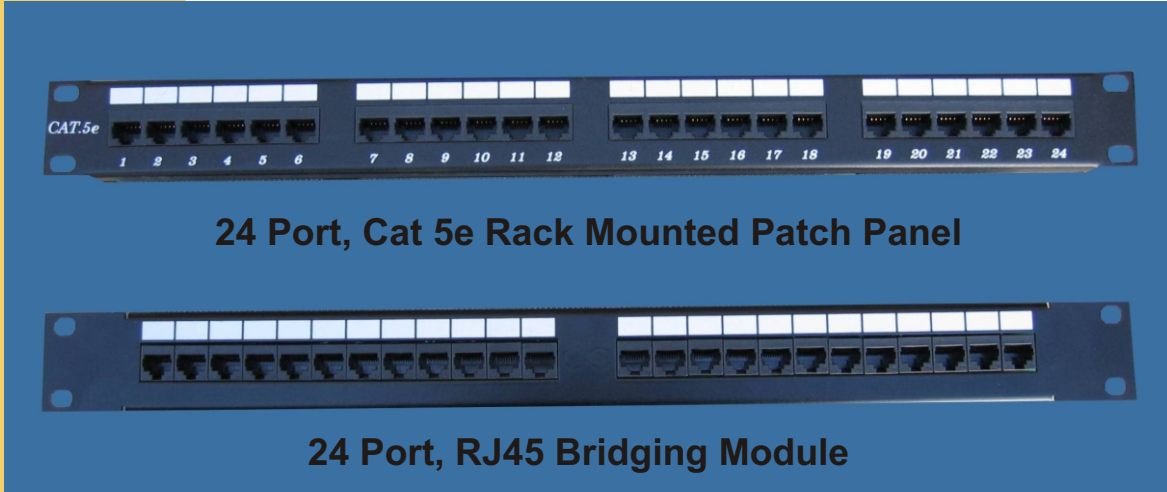 CAT.5e
1 2 3 4 5 6 7 8 9 10 11 12 13 14 15 16 17 18 19 20 21 22 23 24
24 Port, Cat 5e Rack Mounted Patch Panel
24 Port, RJ45 Bridging Module